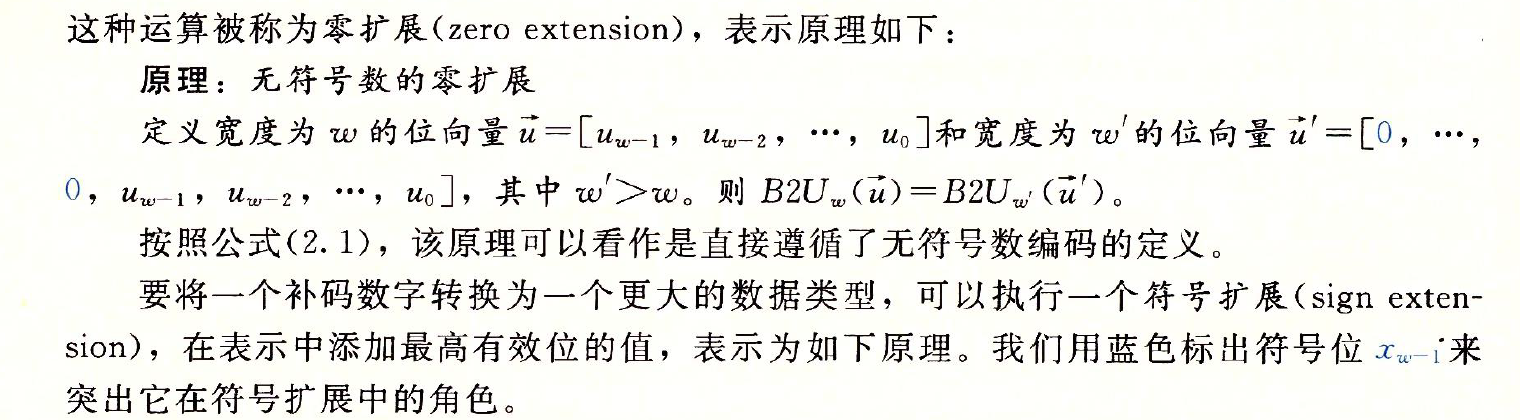 这种运算被称为零扩展(zero extension)，表示原理如下：
原理：无符号数的零扩展
定义宽度为 w 的位向量 u⃗=[u_{w-1}，u_{w-2}，…，u_0]和宽度为 w′的位向量 u⃗′=[0，…，
0，u_{w-1}，u_{w-2}，…，u_0]，其中 w′>w。则 B2U_w(u⃗)=B2U_{w′}(u⃗′)。
按照公式(2.1)，该原理可以看作是直接遵循了无符号数编码的定义。
要将一个补码数字转换为一个更大的数据类型，可以执行一个符号扩展(sign exten-
sion)，在表示中添加最高有效位的值，表示为如下原理。我们用蓝色标出符号位 x_{w-1}来
突出它在符号扩展中的角色。